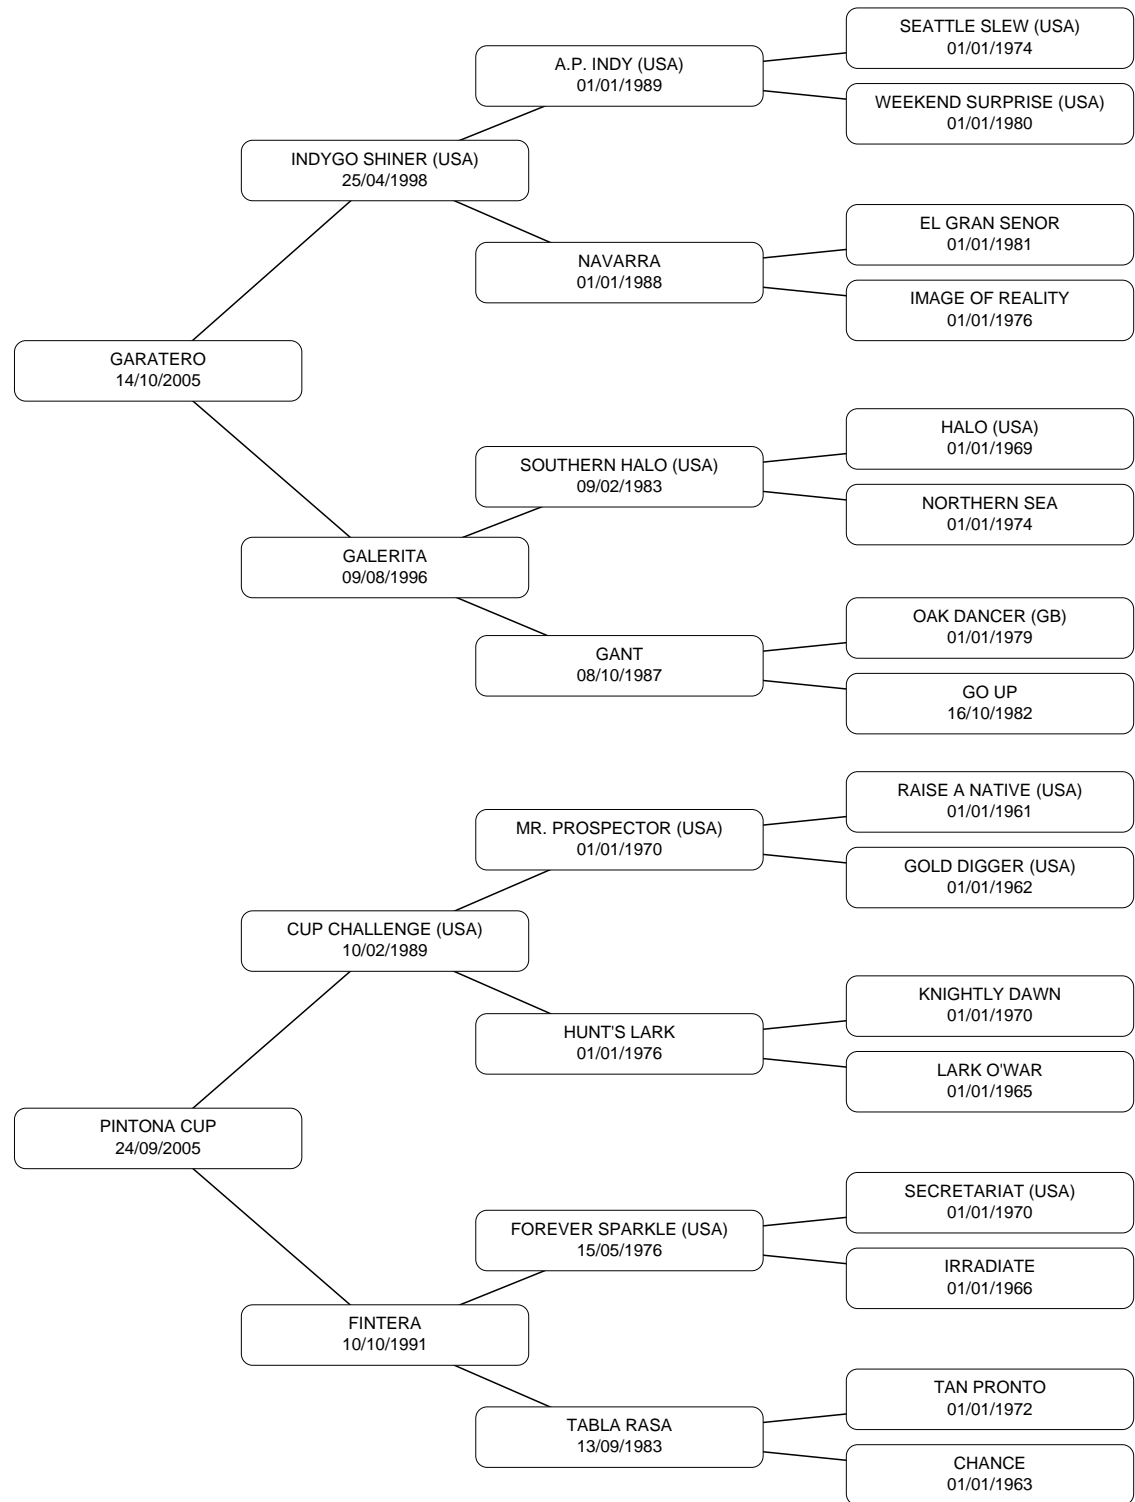 SEATTLE SLEW (USA)
01/01/1974
A.P. INDY (USA)
01/01/1989
WEEKEND SURPRISE (USA)
01/01/1980
INDYGO SHINER (USA)
25/04/1998
EL GRAN SENOR
01/01/1981
NAVARRA
01/01/1988
IMAGE OF REALITY
01/01/1976
GARATERO
14/10/2005
HALO (USA)
01/01/1969
SOUTHERN HALO (USA)
09/02/1983
NORTHERN SEA
01/01/1974
GALERITA
09/08/1996
OAK DANCER (GB)
01/01/1979
GANT
08/10/1987
GO UP
16/10/1982
RAISE A NATIVE (USA)
01/01/1961
MR. PROSPECTOR (USA)
01/01/1970
GOLD DIGGER (USA)
01/01/1962
CUP CHALLENGE (USA)
10/02/1989
KNIGHTLY DAWN
01/01/1970
HUNT'S LARK
01/01/1976
LARK O'WAR
01/01/1965
PINTONA CUP
24/09/2005
SECRETARIAT (USA)
01/01/1970
FOREVER SPARKLE (USA)
15/05/1976
IRRADIATE
01/01/1966
FINTERA
10/10/1991
TAN PRONTO
01/01/1972
TABLA RASA
13/09/1983
CHANCE
01/01/1963